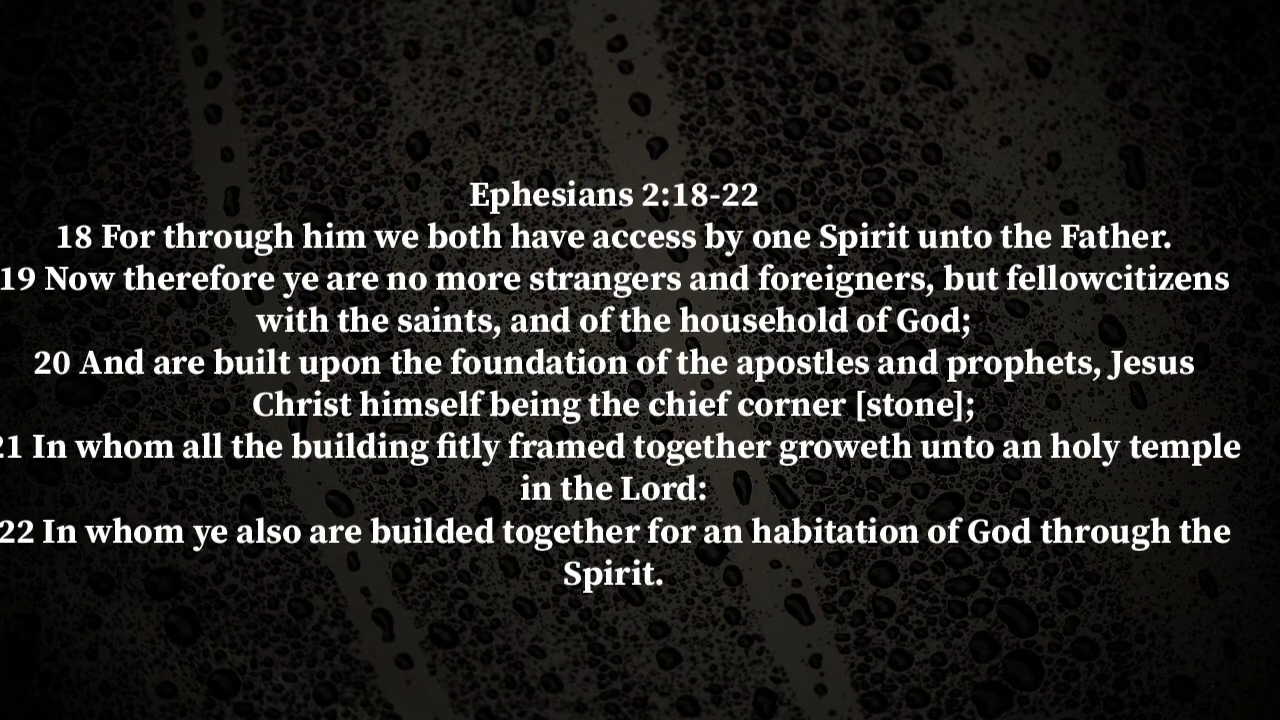 Ephesians 2:18-22
18 For through him we both have access by one Spirit unto the Father.
19 Now therefore ye are no more strangers and foreigners, but fellowcitizens
with the saints, and of the household of God;
20 And are built upon the foundation of the apostles and prophets, Jesus
Christ himself being the chief corner [stone];
21 In whom all the building fitly framed together groweth unto an holy temple
in the Lord:
22 In whom ye also are builded together for an habitation of God through the
Spirit.